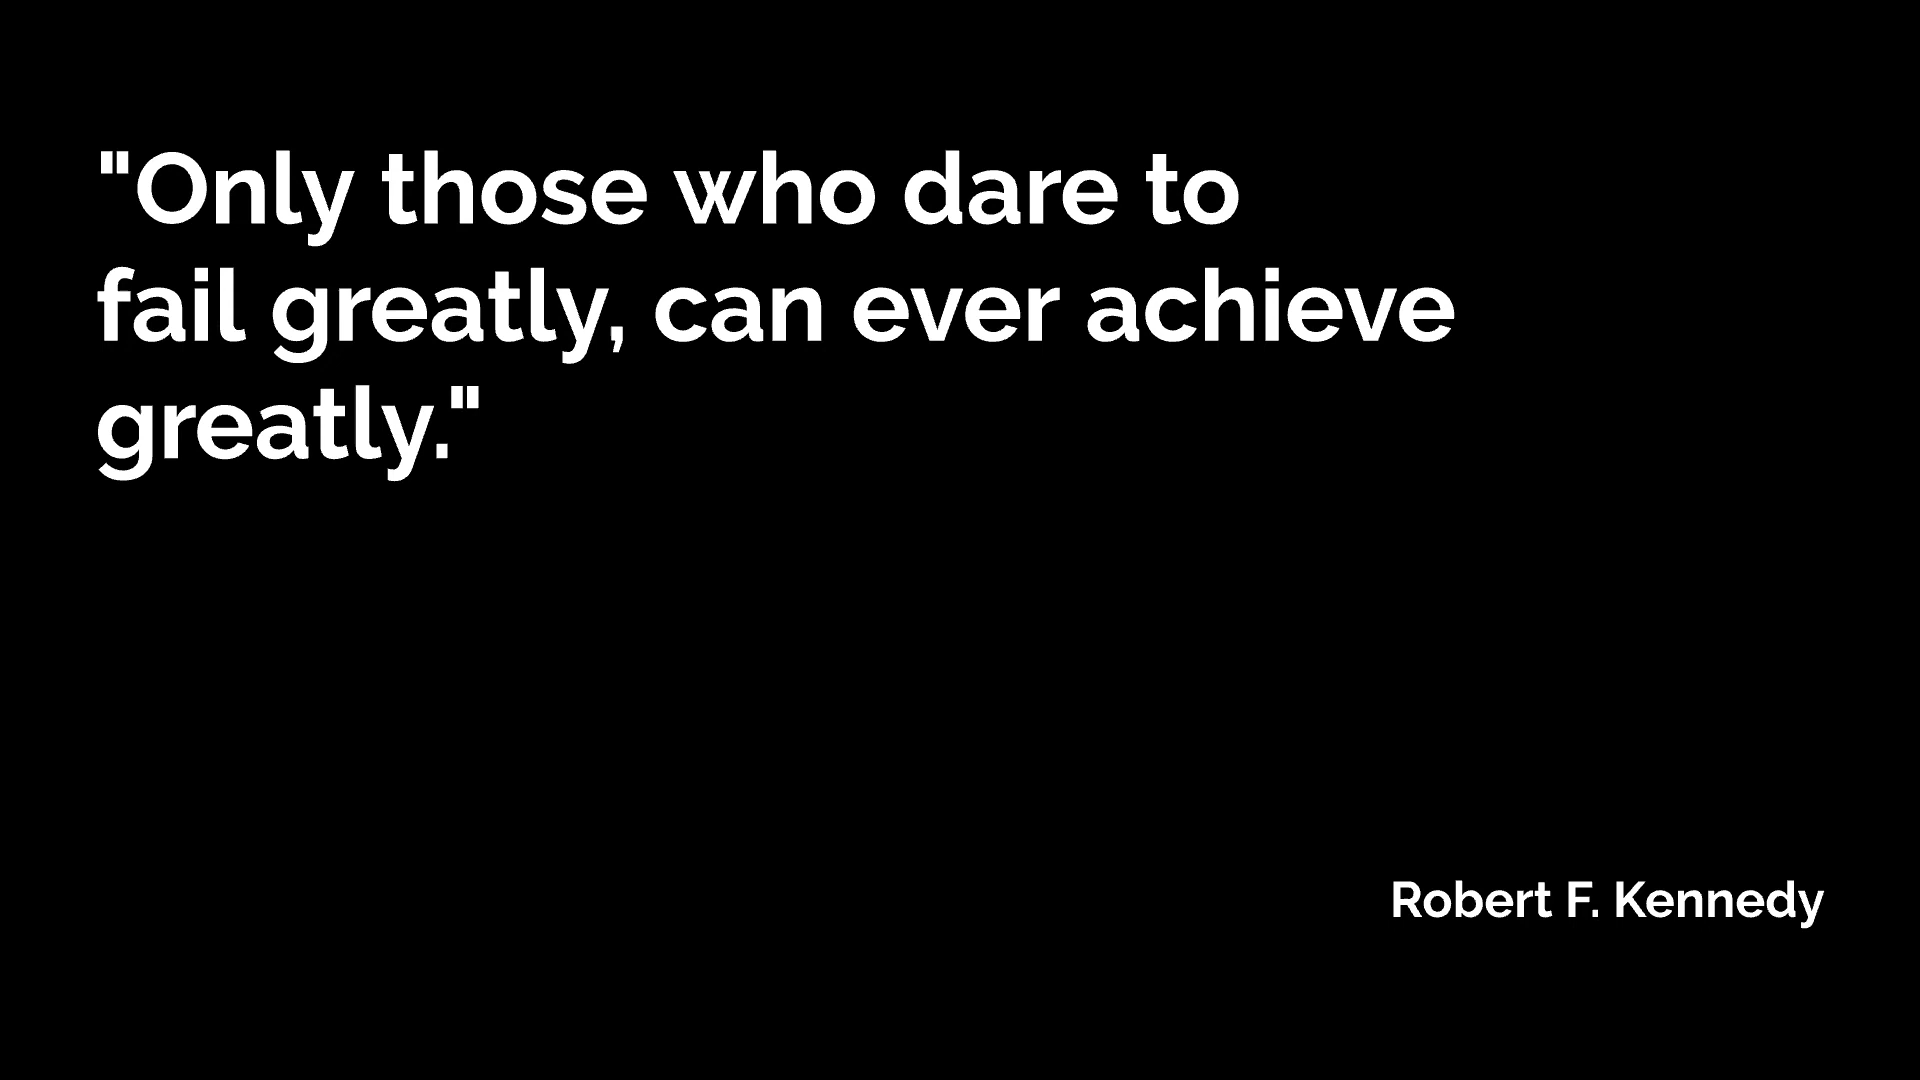 "Only those who dare to
fail greatly, can ever achieve
greatly."
Robert F. Kennedy